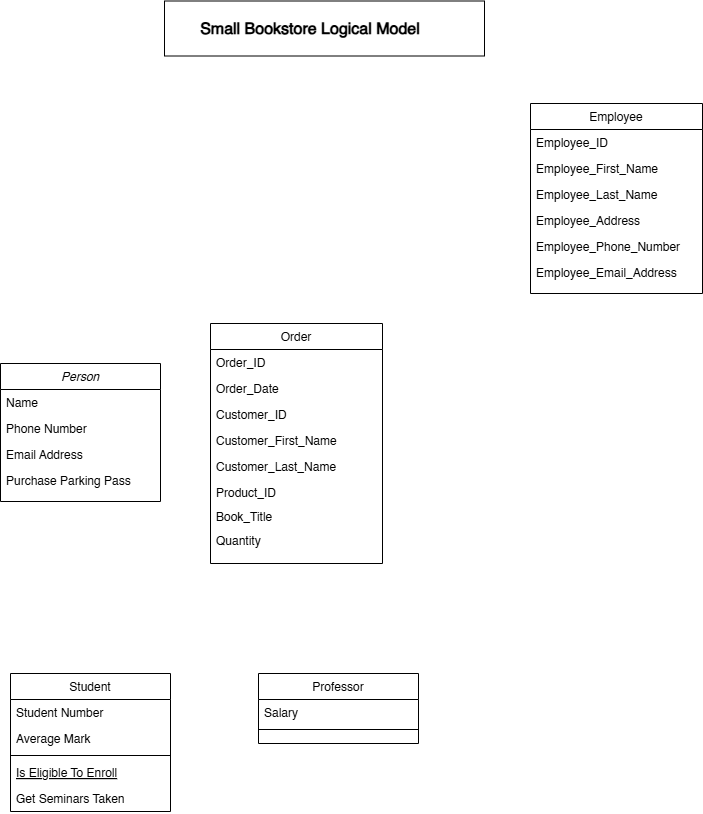 Small Bookstore Logical Model
Employee
Employee_ID
Employee_First_Name
Employee_Last_Name
Employee_Address
Employee_Phone_Number
Employee_Email_Address
Order
Order_ID
Order_Date
Customer_ID
Customer_First_Name
Customer_Last_Name
Product_ID
Book_Title
Quantity
Person
Name
Phone Number
Email Address
Purchase Parking Pass
Student
Student Number
Average Mark
Is Eligible To Enroll
Get Seminars Taken
Professor
Salary